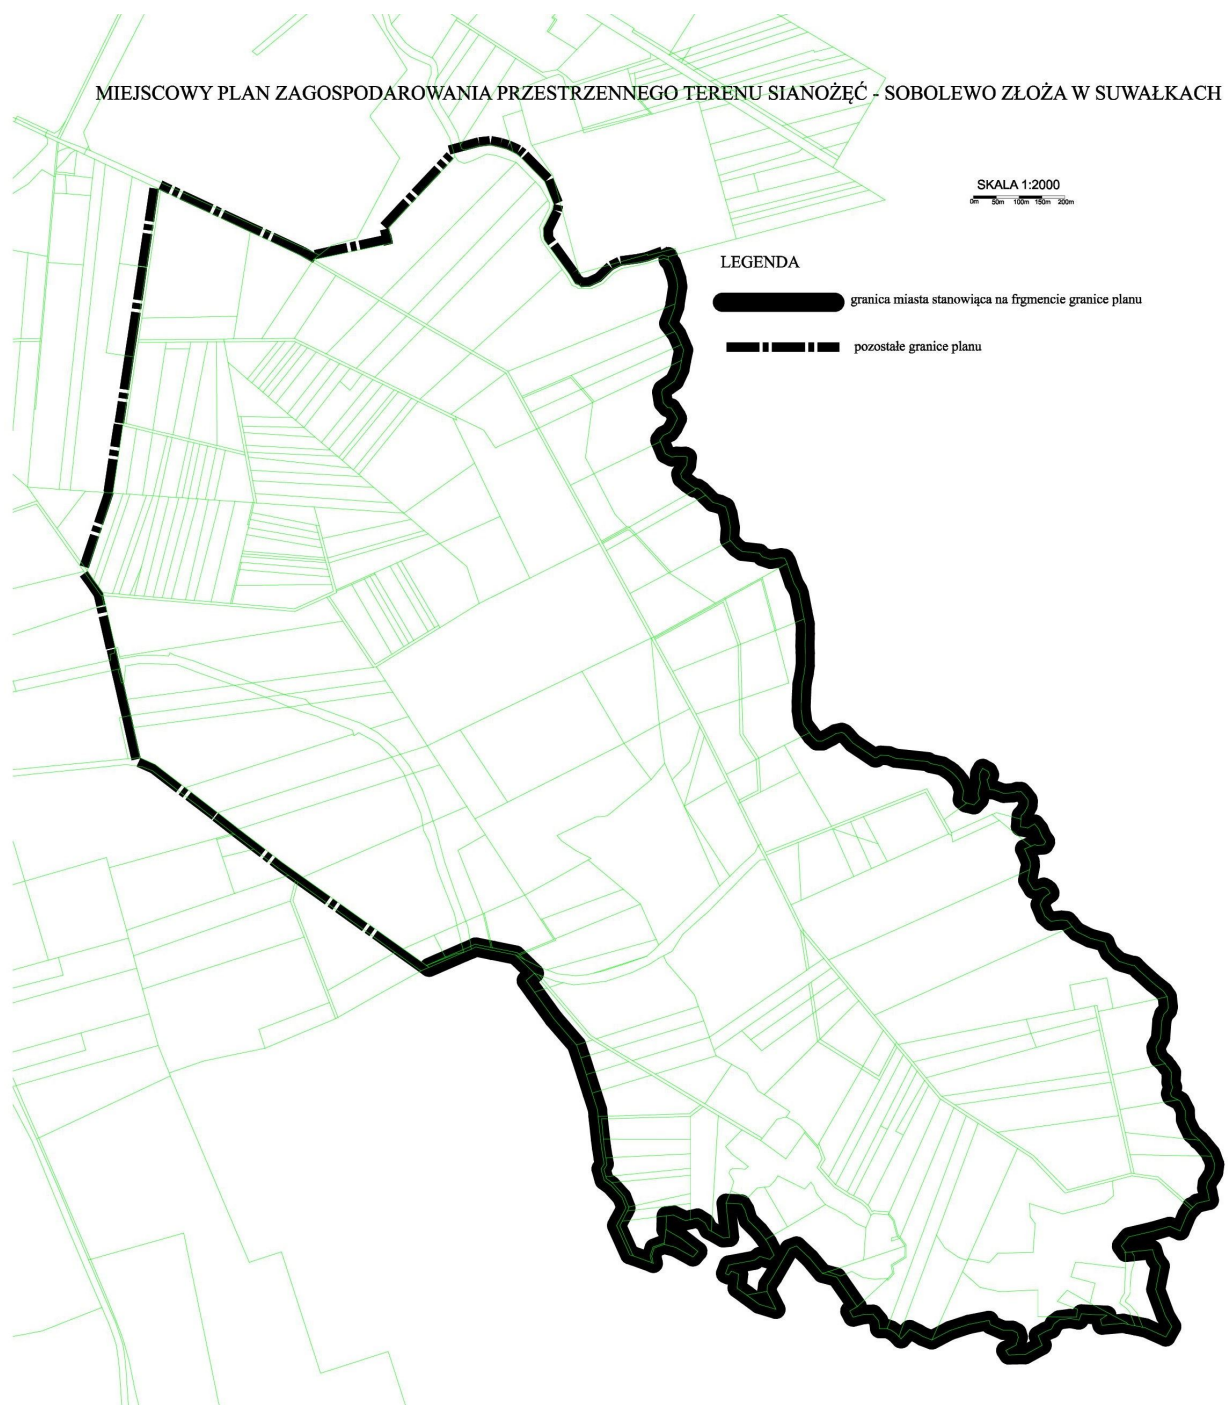 MIEJSCOWY PLAN ZAGOSPODAROWANIA PRZESTRZENNEGO TERENU SIANOŻĘĆ - SOBOLEWO ZŁOŻA W SUWAŁKACH
SKALA 1:2000
0m 50m 100m 150m 200m
LEGENDA
granica miasta stanowiąca na frgmencie granice planu
pozostałe granice planu